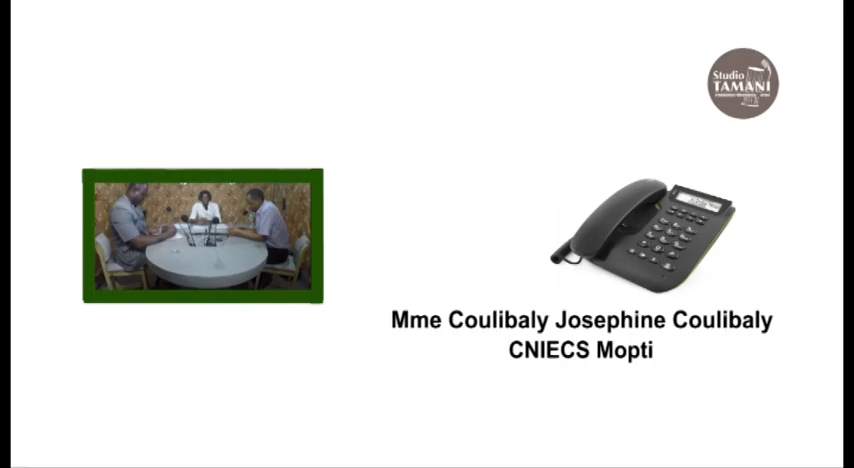 Studio
TAMANI
Mme Coulibaly Josephine Coulibaly
CNIECS Mopti